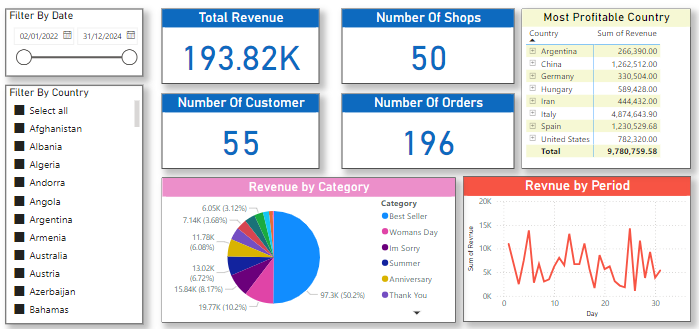 Filter By Date
02/01/2022
31/12/2024
Filter By Country
Select all
Afghanistan
Albania
Algeria
Andorra
Angola
Argentina
Armenia
Australia
Austria
Azerbaijan
Bahamas
Total Revenue
193.82K
Number Of Shops
50
Number Of Customer
55
Number Of Orders
196
Most Profitable Country
Country Sum of Revenue
Argentina 266,390.00
China 1,262,512.00
Germany 330,504.00
Hungary 589,428.00
Iran 444,432.00
Italy 4,874,643.90
Spain 1,230,529.68
United States 782,320.00
Total 9,780,759.58
Revenue by Category
6.05K (3.12%)
7.14K (3.68%)
11.78K
(6.08%)
13.02K
(6.72%)
15.84K (8.17%)
19.77K (10.2%)
97.3K (50.2%)
Category
Best Seller
Womans Day
Im Sorry
Summer
Anniversary
Thank You
Revnue by Period
Sum of Revnue
20K
15K
10K
5K
0K
0 10 20 30
Day